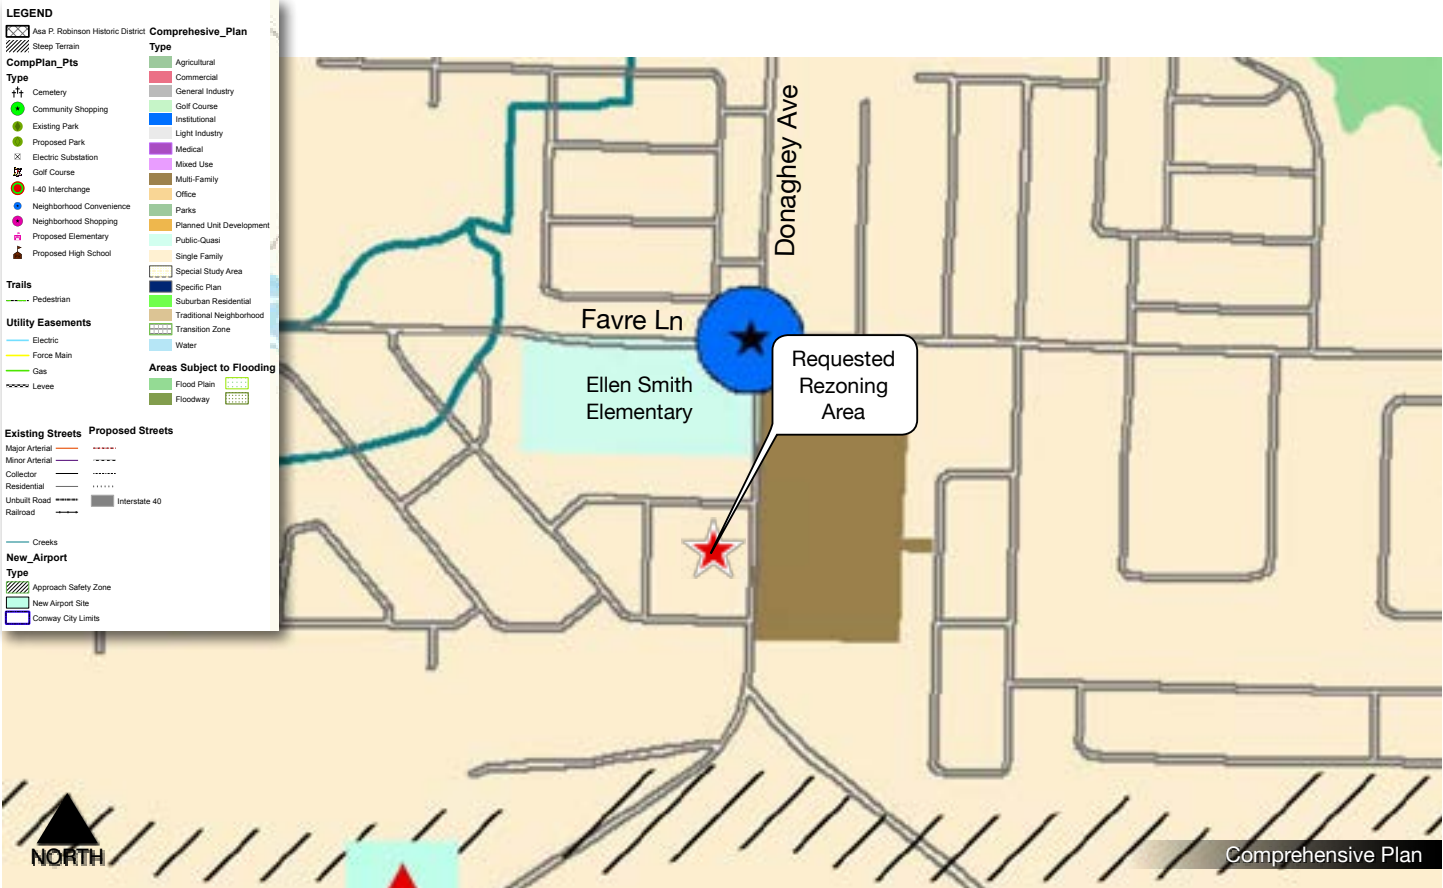 LEGEND
Asa P. Robinson Historic District
Steep Terrain
CompPlan_Pts
Type
Cemetery
Community Shopping
Existing Park
Proposed Park
Electric Substation
Golf Course
I-40 Interchange
Neighborhood Convenience
Neighborhood Shopping
Proposed Elementary
Proposed High School
Trails
Pedestrian
Utility Easements
Electric
Force Main
Gas
Levee
Existing Streets
Major Arterial
Minor Arterial
Collector
Residential
Unbuilt Road
Railroad
Proposed Streets
Interstate 40
Creeks
New_Airport
Type
Approach Safety Zone
New Airport Site
Conway City Limits
Comprehesive_Plan
Type
Agricultural
Commercial
General Industry
Golf Course
Institutional
Light Industry
Medical
Mixed Use
Multi-Family
Office
Parks
Planned Unit Development
Public-Quasi
Single Family
Special Study Area
Specific Plan
Suburban Residential
Traditional Neighborhood
Transition Zone
Water
Areas Subject to Flooding
Flood Plain
Floodway
Donaghey Ave
Favre Ln
Ellen Smith
Elementary
Requested
Rezoning
Area
NORTH
Comprehensive Plan